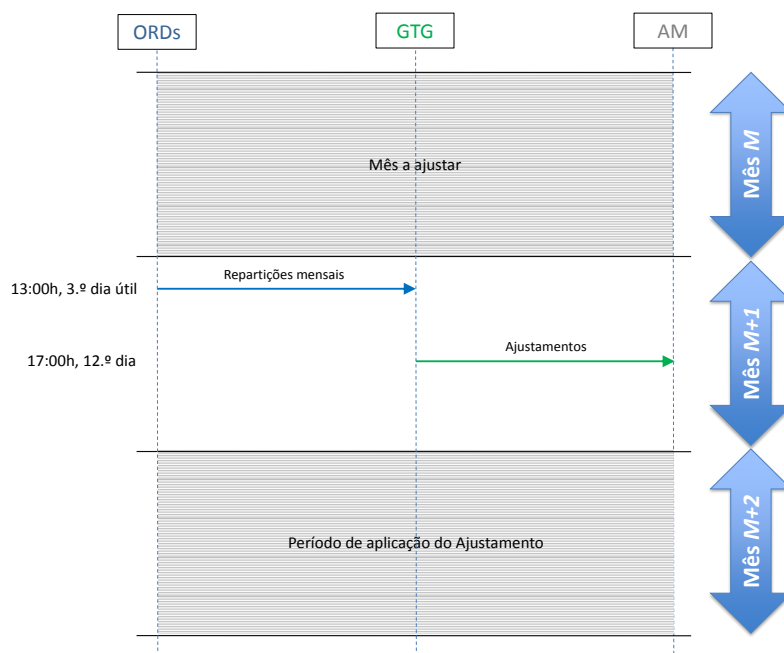 ORDs
GTG
AM
Mês a ajustar
Mês M
Repartições mensais
13:00h, 3.º dia útil
Ajustamentos
17:00h, 12.º dia
Mês M+1
Período de aplicação do Ajustamento
Mês M+2